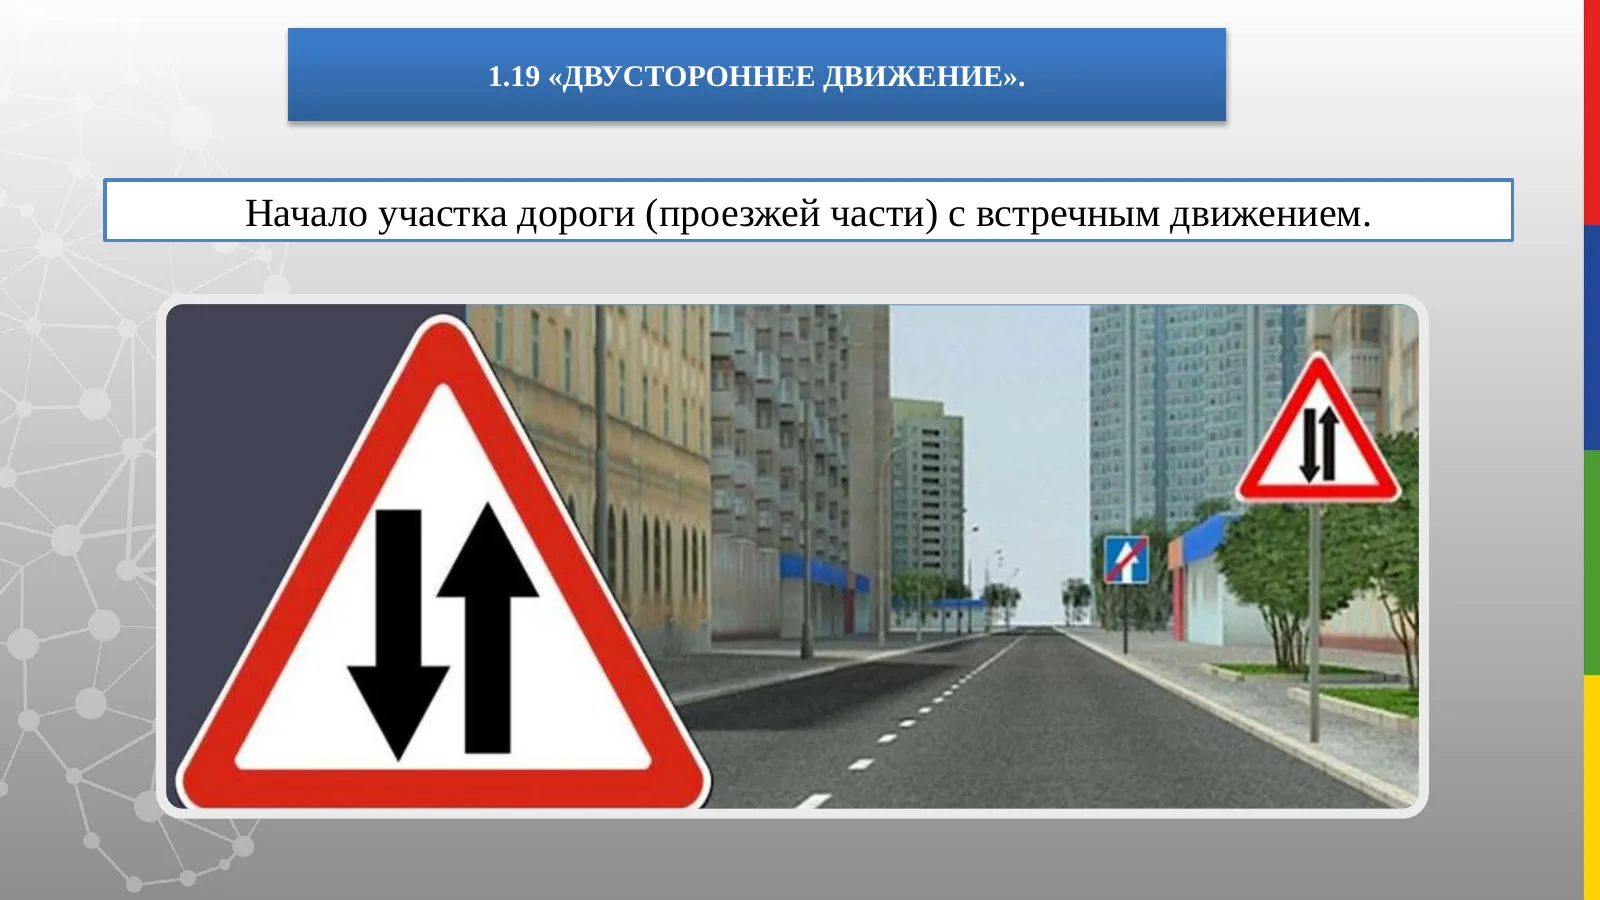 1.19 «ДВУСТОРОННЕЕ ДВИЖЕНИЕ».
Начало участка дороги (проезжей части) с встречным движением.